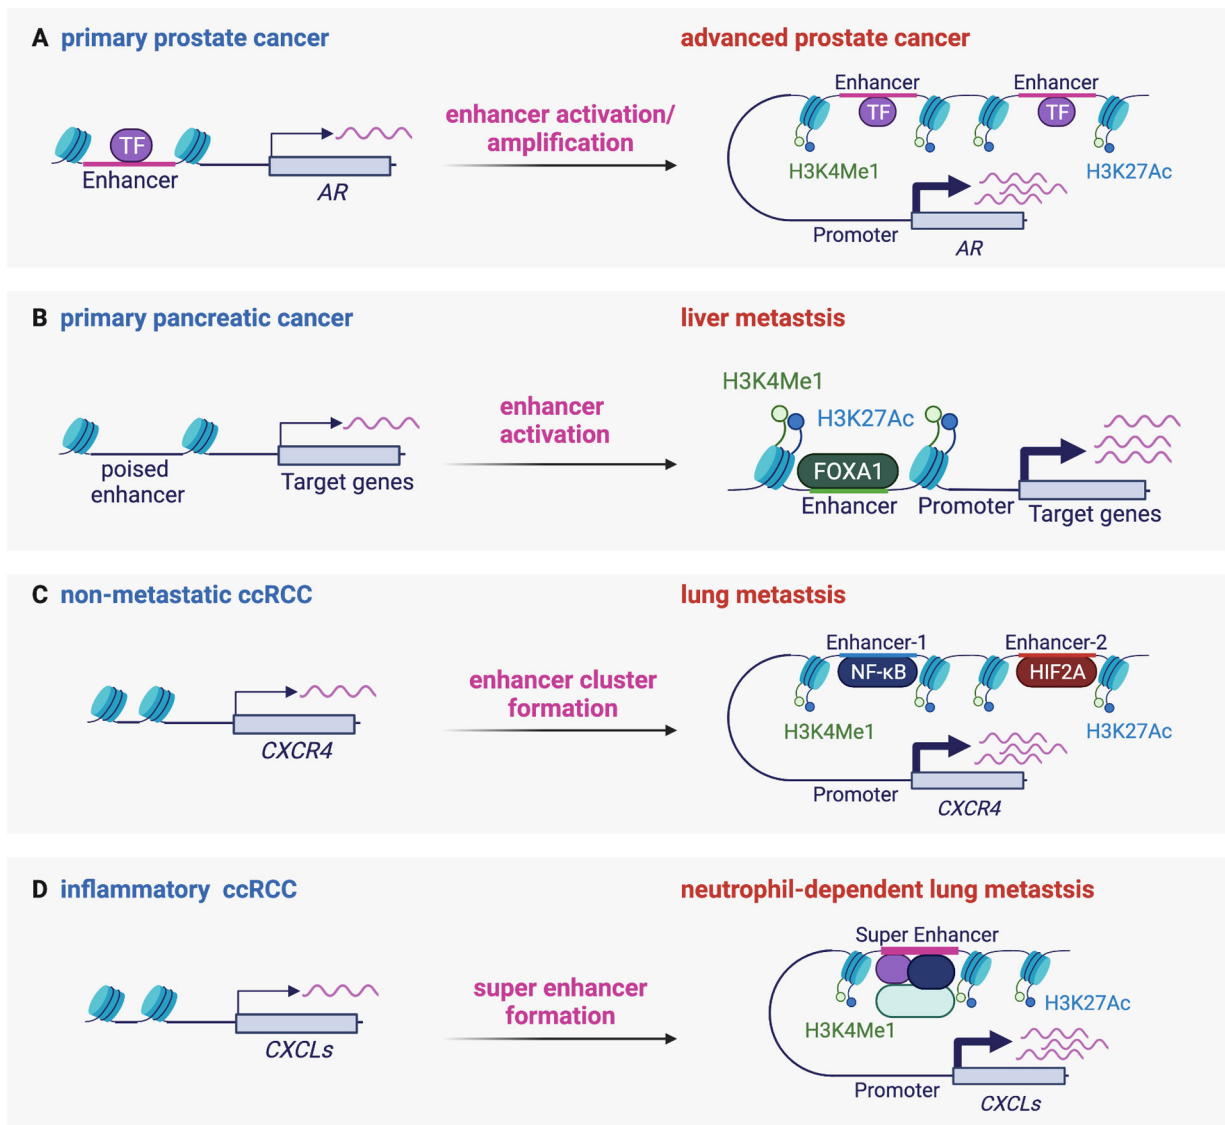 A primary prostate cancer
advanced prostate cancer
TF
Enhancer
AR
enhancer activation/
amplification
Enhancer
Enhancer
TF
TF
H3K4Me1
H3K27Ac
Promoter
AR
B primary pancreatic cancer
liver metastsis
poised
enhancer
Target genes
enhancer
activation
H3K4Me1
H3K27Ac
FOXA1
Enhancer
Promoter
Target genes
C non-metastatic ccRCC
lung metastsis
CXCR4
enhancer cluster
formation
Enhancer-1
Enhancer-2
NF-κB
HIF2A
H3K4Me1
H3K27Ac
Promoter
CXCR4
D inflammatory ccRCC
neutrophil-dependent lung metastsis
CXCLs
super enhancer
formation
Super Enhancer
H3K27Ac
H3K4Me1
Promoter
CXCLs